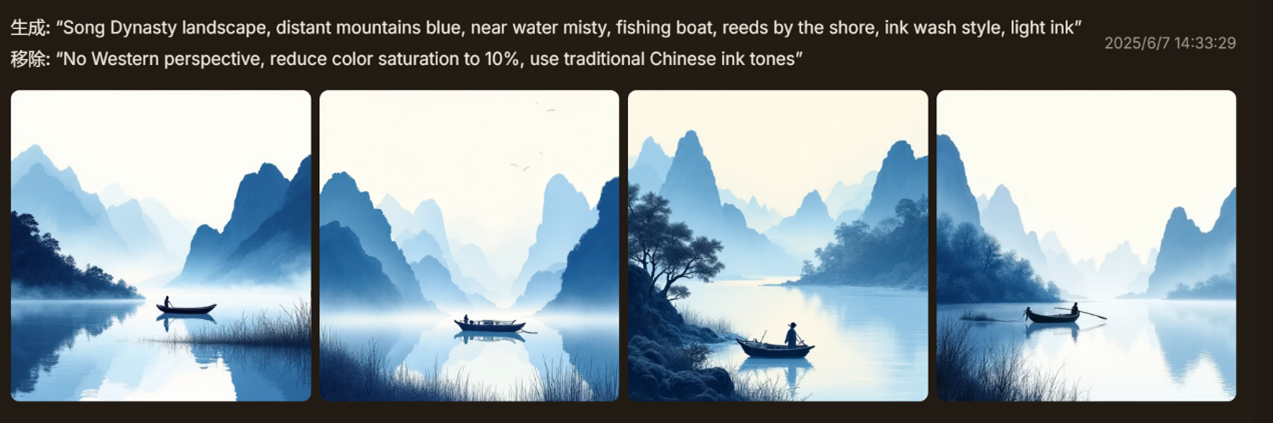 生成: “Song Dynasty landscape, distant mountains blue, near water misty, fishing boat, reeds by the shore, ink wash style, light ink”
2025/6/7 14:33:29
移除: “No Western perspective, reduce color saturation to 10%, use traditional Chinese ink tones”